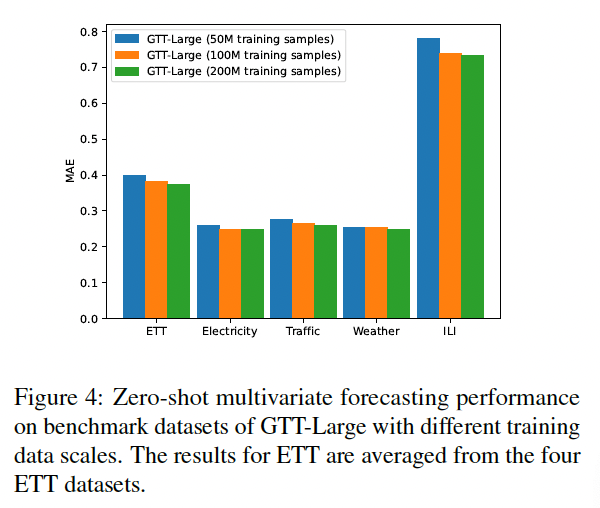 0.8
0.7
0.6
0.5
0.4
0.3
0.2
0.1
0.0
MAE
GTT-Large (50M training samples)
GTT-Large (100M training samples)
GTT-Large (200M training samples)
ETT
Electricity
Traffic
Weather
ILI
Figure 4: Zero-shot multivariate forecasting performance
on benchmark datasets of GTT-Large with different training
data scales. The results for ETT are averaged from the four
ETT datasets.